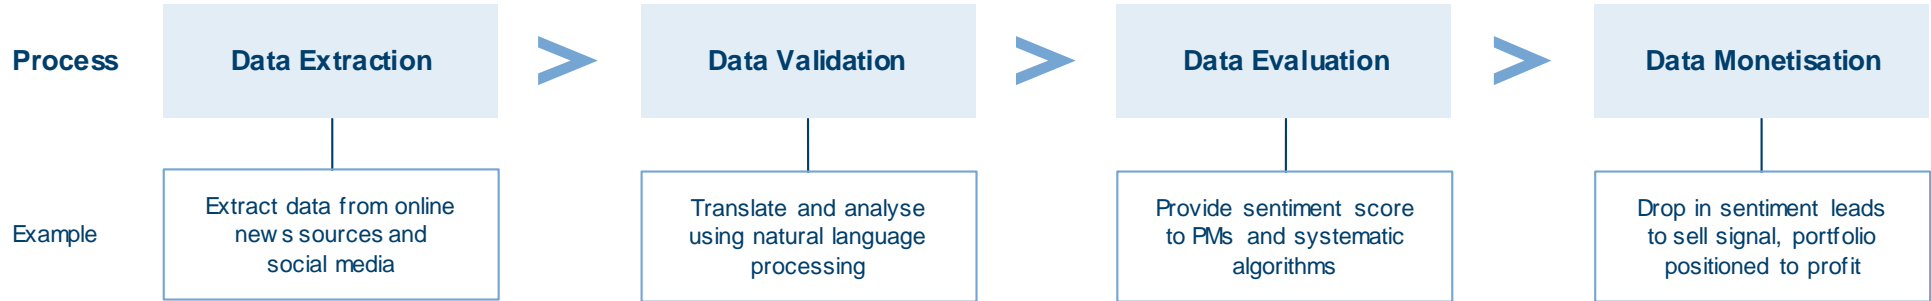 Process
Data Extraction
>
Data Validation
>
Data Evaluation
>
Data Monetisation
Example
Extract data from online
news sources and
social media
Translate and analyse
using natural language
processing
Provide sentiment score
to PMs and systematic
algorithms
Drop in sentiment leads
to sell signal, portfolio
positioned to profit